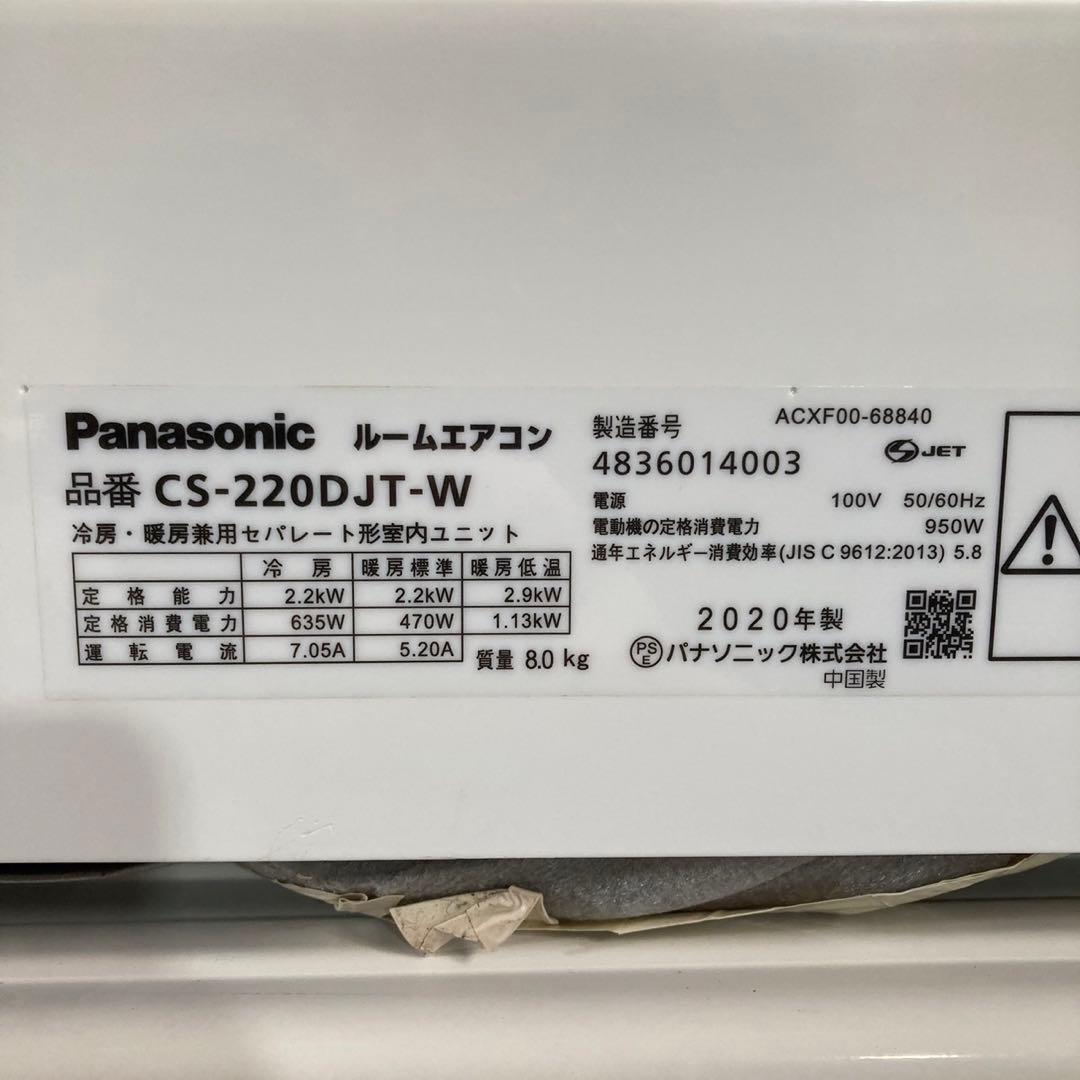 Panasonic ルームエアコン
品番 CS-220DJT-W
冷房・暖房兼用セパレート形室内ユニット
冷房 暖房標準 暖房低温
定格能力 2.2kW 2.2kW 2.9kW
定格消費電力 635W 470W 1.13kW
運転電流 7.05A 5.20A
質量 8.0 kg
ACXF00-68840
製造番号
4836014003
JET
電源 100V 50/60Hz
電動機の定格消費電力 950W
通年エネルギー消費効率(JIS C 9612:2013) 5.8
2020年製
PSE パナソニック株式会社
中国製